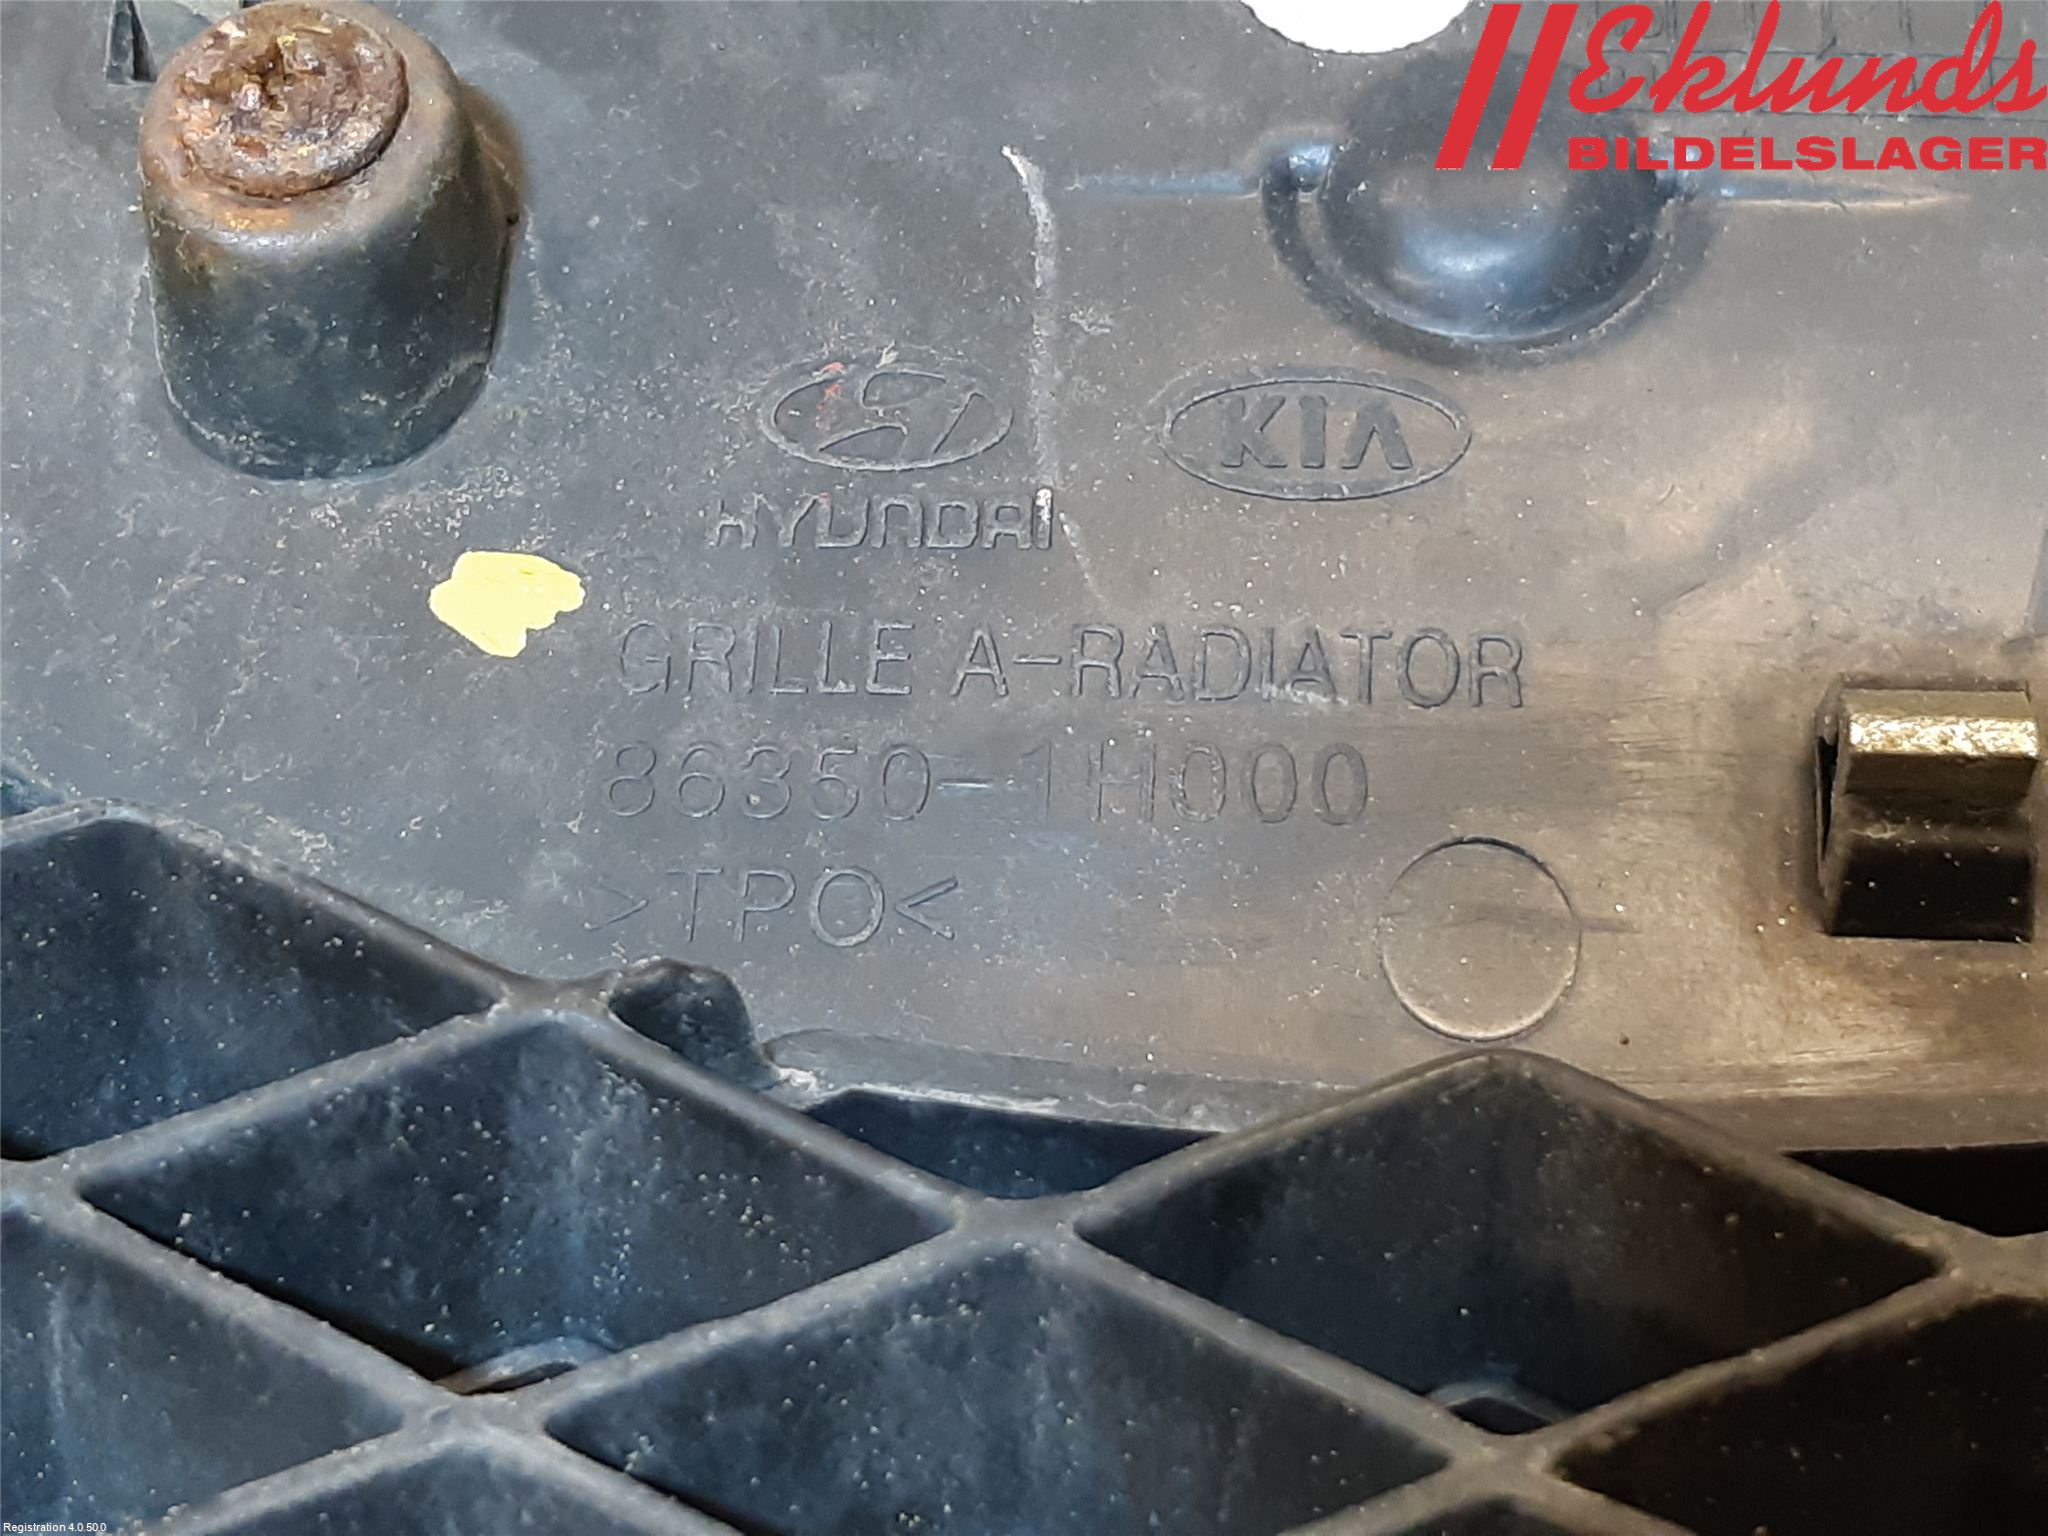 Eklunds
BILDELSLAGER
KIA
HYUNDAI
GRILLE A-RADIATOR
86350-1H000
>TPO<
Registration 4.0.50.0